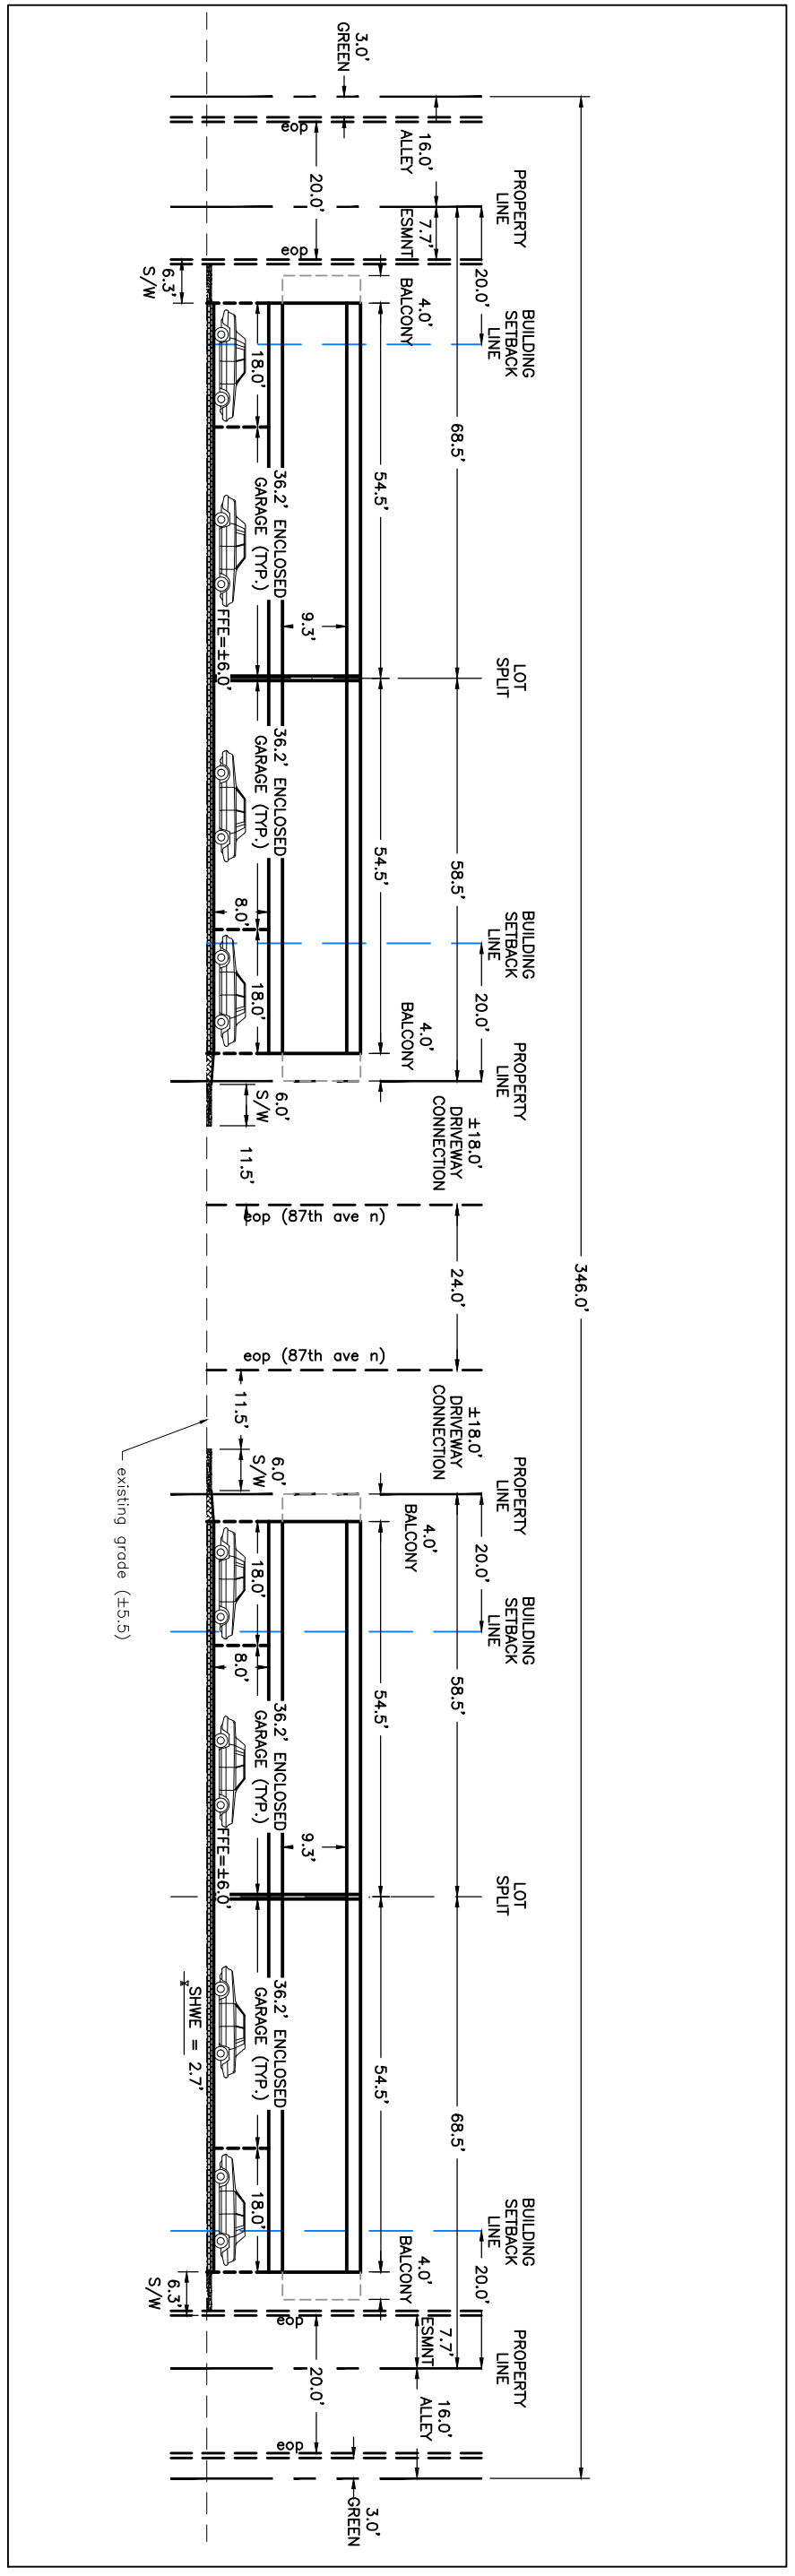 3.0'
GREEN
16.0'
ALLEY
eop
20.0'
PROPERTY
LINE
7.7'
ESMNT
eop
6.3'
S/W
20.0'
4.0'
BALCONY
BUILDING
SETBACK
LINE
18.0'
68.5'
54.5'
36.2' ENCLOSED
GARAGE (TYP.)
9.3'
FFE=±6.0'
LOT
SPLIT
36.2' ENCLOSED
GARAGE (TYP.)
54.5'
58.5'
8.0'
BUILDING
SETBACK
LINE
18.0'
20.0'
4.0'
BALCONY
PROPERTY
LINE
6.0'
S/W
±18.0'
DRIVEWAY
CONNECTION
11.5'
eop (87th ave n)
24.0'
346.0'
eop (87th ave n)
11.5'
±18.0'
DRIVEWAY
CONNECTION
existing grade (±5.5)
6.0'
S/W
PROPERTY
LINE
4.0'
BALCONY
20.0'
18.0'
BUILDING
SETBACK
LINE
8.0'
54.5'
58.5'
36.2' ENCLOSED
GARAGE (TYP.)
9.3'
FFE=±6.0'
LOT
SPLIT
36.2' ENCLOSED
GARAGE (TYP.)
SHWE = 2.7'
54.5'
68.5'
18.0'
BUILDING
SETBACK
LINE
4.0'
BALCONY
20.0'
6.3'
S/W
eop
7.7'
ESMNT
PROPERTY
LINE
20.0'
16.0'
ALLEY
eop
3.0'
GREEN